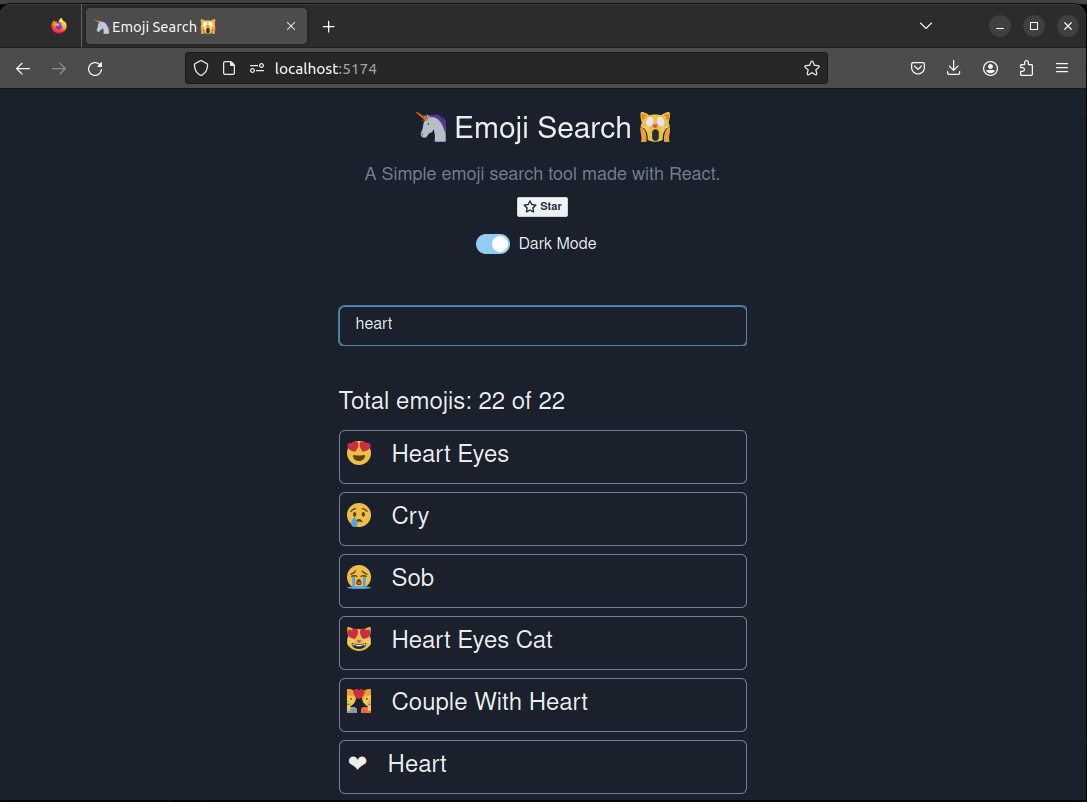 🦄Emoji Search 🙀
localhost:5174
🦄 Emoji Search 🙀
A Simple emoji search tool made with React.
Star
Dark Mode
heart
Total emojis: 22 of 22
😍 Heart Eyes
😢 Cry
😭 Sob
😻 Heart Eyes Cat
💑 Couple With Heart
❤ Heart